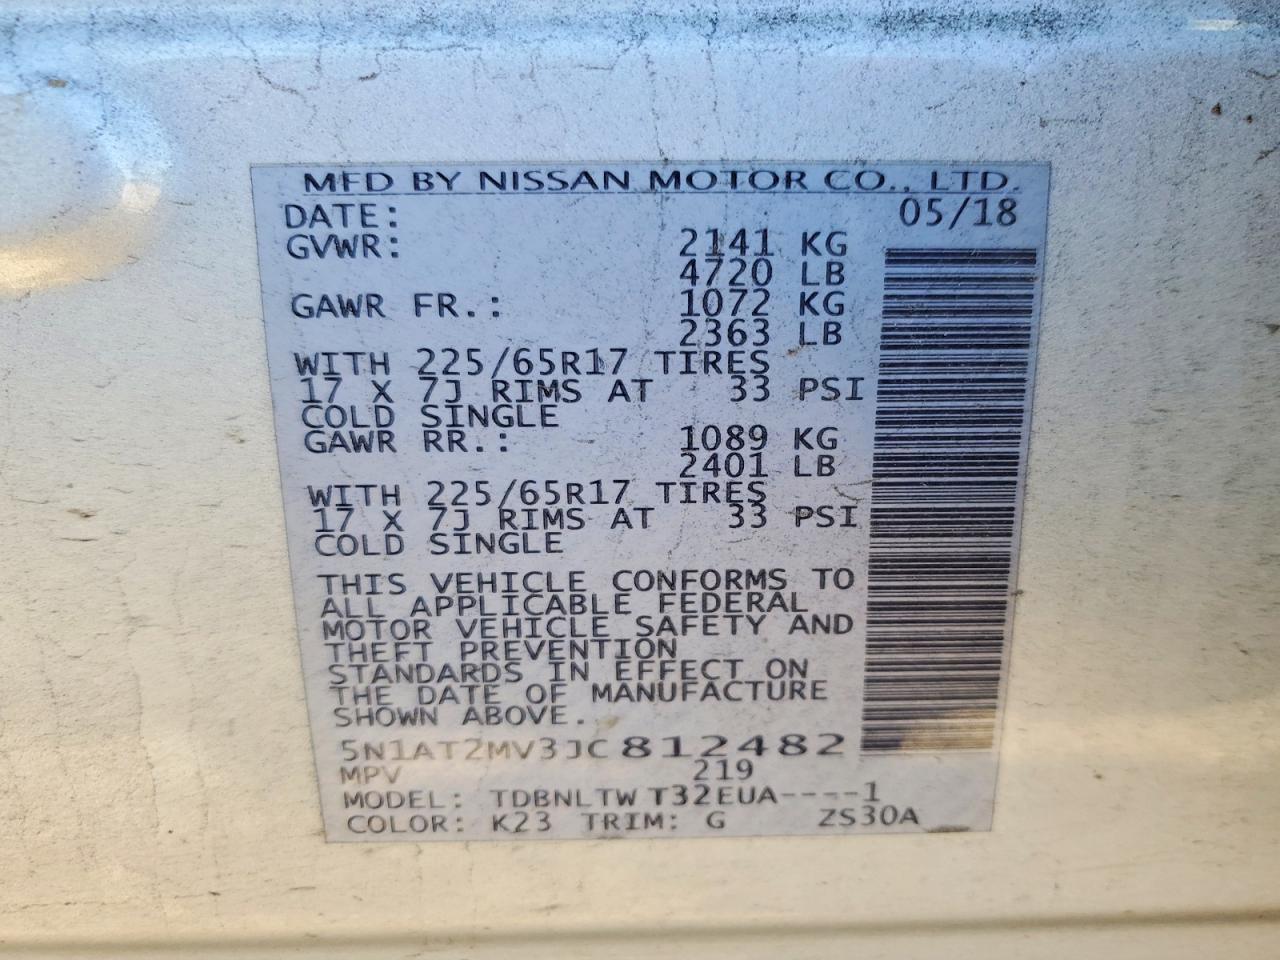 MFD BY NISSAN MOTOR CO., LTD.
DATE: 05/18
GVWR: 2141 KG
4720 LB
GAWR FR.: 1072 KG
2363 LB
WITH 225/65R17 TIRES
17 X 7J RIMS AT 33 PSI
COLD SINGLE
GAWR RR.: 1089 KG
2401 LB
WITH 225/65R17 TIRES
17 X 7J RIMS AT 33 PSI
COLD SINGLE
THIS VEHICLE CONFORMS TO
ALL APPLICABLE FEDERAL
MOTOR VEHICLE SAFETY AND
THEFT PREVENTION
STANDARDS IN EFFECT ON
THE DATE OF MANUFACTURE
SHOWN ABOVE.
5N1AT2MV3JC812482
MPV 219
MODEL: TDBNLTW T32EUA----1
COLOR: K23 TRIM: G ZS30A